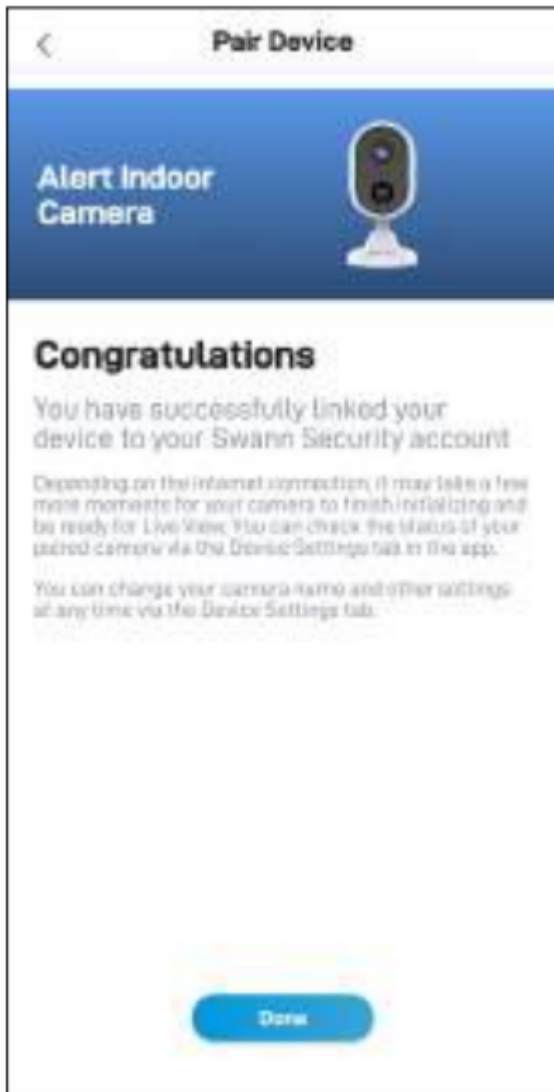 Pair Device
Alert Indoor
Camera
Congratulations
You have successfully linked your
device to your Swann Security account
Depending on the internet connection, it may take a few
more moments for your camera to finish initializing and
be ready for Live View. You can check the status of your
paired camera via the Device Settings tab in the app.
You can change your camera name and other settings
at any time via the Device Settings tab.
Done